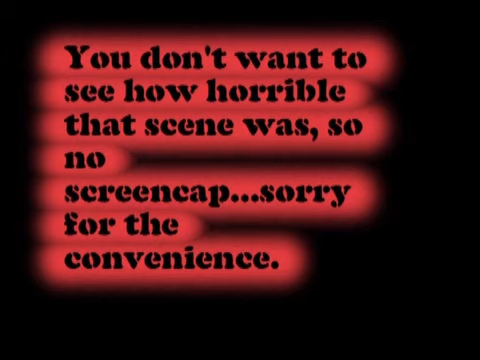 You don't want to
see how horrible
that scene was, so
no
screencap...sorry
for the
convenience.